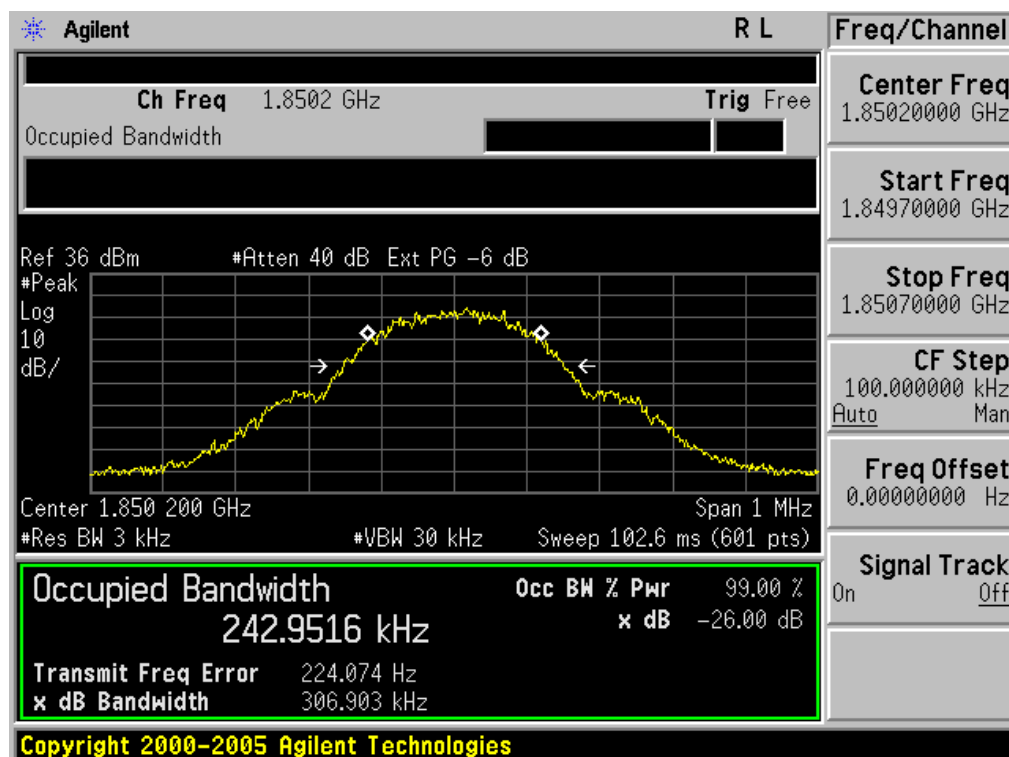 Agilent R L Freq/Channel
Ch Freq 1.8502 GHz Trig Free
Occupied Bandwidth
Center Freq
1.85020000 GHz
Start Freq
1.84970000 GHz
Stop Freq
1.85070000 GHz
CF Step
100.000000 kHz
Auto Man
Freq Offset
0.00000000 Hz
Signal Track
On Off
Ref 36 dBm #Atten 40 dB Ext PG -6 dB
#Peak
Log
10
dB/
Center 1.850 200 GHz Span 1 MHz
#Res BW 3 kHz #VBW 30 kHz Sweep 102.6 ms (601 pts)
Occupied Bandwidth Occ BW % Pwr 99.00 %
242.9516 kHz x dB -26.00 dB
Transmit Freq Error 224.074 Hz
x dB Bandwidth 306.903 kHz
Copyright 2000-2005 Agilent Technologies